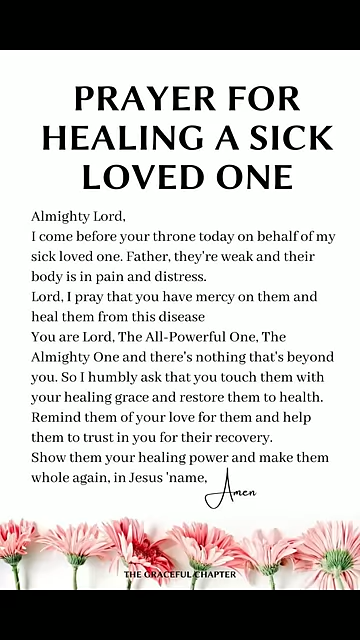 PRAYER FOR
HEALING A SICK
LOVED ONE
Almighty Lord,
I come before your throne today on behalf of my
sick loved one. Father, they're weak and their
body is in pain and distress.
Lord, I pray that you have mercy on them and
heal them from this disease
You are Lord, The All-Powerful One, The
Almighty One and there's nothing that's beyond
you. So I humbly ask that you touch them with
your healing grace and restore them to health.
Remind them of your love for them and help
them to trust in you for their recovery.
Show them your healing power and make them
whole again, in Jesus 'name,
Amen
THE GRACEFUL CHAPTER